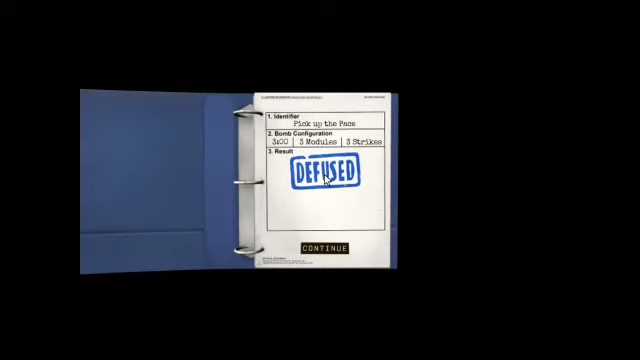 1. Identifier
Pick up the Pace
2. Bomb Configuration
3:00 | 3 Modules | 3 Strikes
3. Result
DEFUSED
CONTINUE